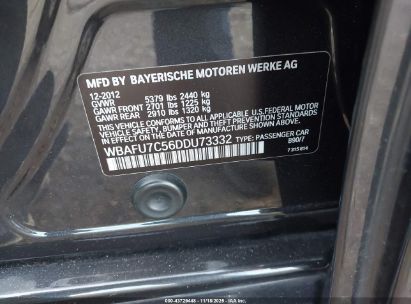 MFD BY BAYERISCHE MOTOREN WERKE AG
12-2012
GVWR 5379 lbs 2440 kg
GAWR FRONT 2701 lbs 1225 kg
GAWR REAR 2910 lbs 1320 kg
THIS VEHICLE CONFORMS TO ALL APPLICABLE U.S. FEDERAL MOTOR
VEHICLE SAFETY, BUMPER, AND THEFT PREVENTION STANDARDS
IN EFFECT ON THE DATE OF MANUFACTURE SHOWN ABOVE.
WBAFU7C56DDU73332 TYPE: PASSENGER CAR
B90/7